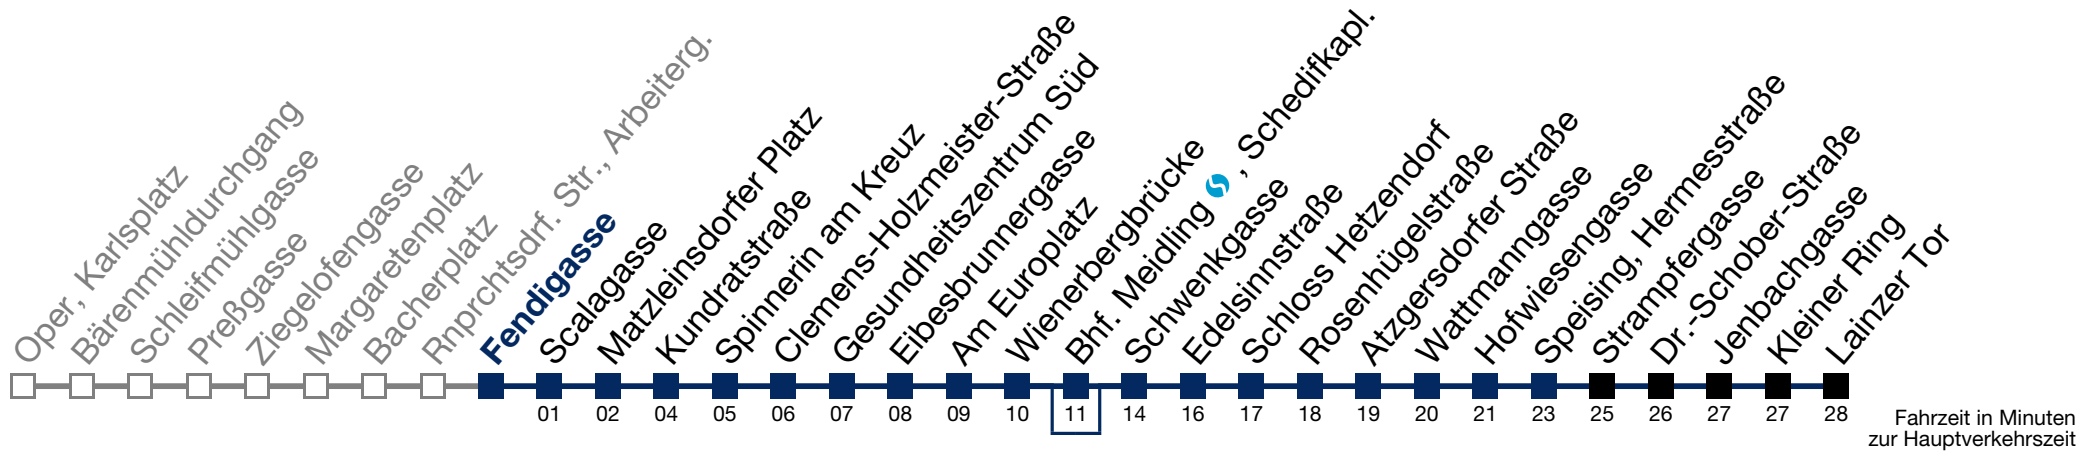 Oper, Karlsplatz
Bärenmühldurchgang
Schleifmühlgasse
Preßgasse
Ziegelofengasse
Margaretenplatz
Bacherplatz
Rnprchtsdrf. Str., Arbeiterg.
Fendigasse
Scalagasse
Matzleinsdorfer Platz
Kundratstraße
Spinnerin am Kreuz
Clemens-Holzmeister-Straße
Gesundheitszentrum Süd
Eibesbrunnergasse
Am Europlatz
Wienerbergbrücke
Bhf. Meidling , Schedifkapl.
Schwenkgasse
Edelsinnstraße
Schloss Hetzendorf
Rosenhügelstraße
Atzgersdorfer Straße
Wattmanngasse
Hofwiesengasse
Speising, Hermesstraße
Strampfergasse
Dr.-Schober-Straße
Jenbachgasse
Kleiner Ring
Lainzer Tor
01 02 04 05 06 07 08 09 10 11 14 16 17 18 19 20 21 23 25 26 27 27 28
Fahrzeit in Minuten
zur Hauptverkehrszeit